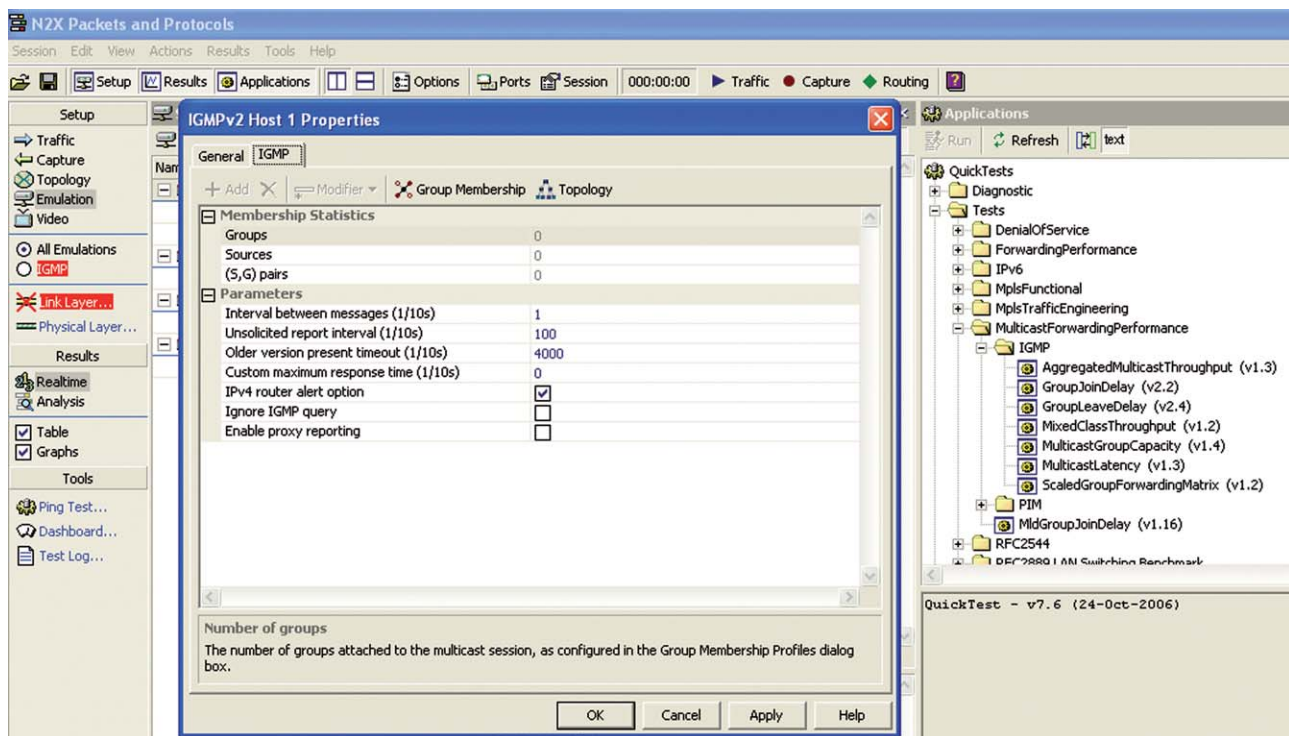 N2X Packets and Protocols
Session Edit View Actions Results Tools Help
Setup Results Applications Options Ports Session 000:00:00 Traffic Capture Routing
Setup
Traffic
Capture
Topology
Emulation
Video
All Emulations
IGMP
Link Layer...
Physical Layer...
Results
Realtime
Analysis
Table
Graphs
Tools
Ping Test...
Dashboard...
Test Log...
IGMPv2 Host 1 Properties
General IGMP
Add Modifier Group Membership Topology
Membership Statistics
Groups 0
Sources 0
(S,G) pairs 0
Parameters
Interval between messages (1/10s) 1
Unsolicited report interval (1/10s) 100
Older version present timeout (1/10s) 4000
Custom maximum response time (1/10s) 0
IPv4 router alert option
Ignore IGMP query
Enable proxy reporting
Number of groups
The number of groups attached to the multicast session, as configured in the Group Membership Profiles dialog
box.
OK Cancel Apply Help
Applications
Run Refresh text
QuickTests
Diagnostic
Tests
DenialOfService
ForwardingPerformance
IPv6
MplsFunctional
MplsTrafficEngineering
MulticastForwardingPerformance
IGMP
AggregatedMulticastThroughput (v1.3)
GroupJoinDelay (v2.2)
GroupLeaveDelay (v2.4)
MixedClassThroughput (v1.2)
MulticastGroupCapacity (v1.4)
MulticastLatency (v1.3)
ScaledGroupForwardingMatrix (v1.2)
PIM
MldGroupJoinDelay (v1.16)
RFC2544
RFC2889 LAN Switching Benchmark
QuickTest - v7.6 (24-Oct-2006)